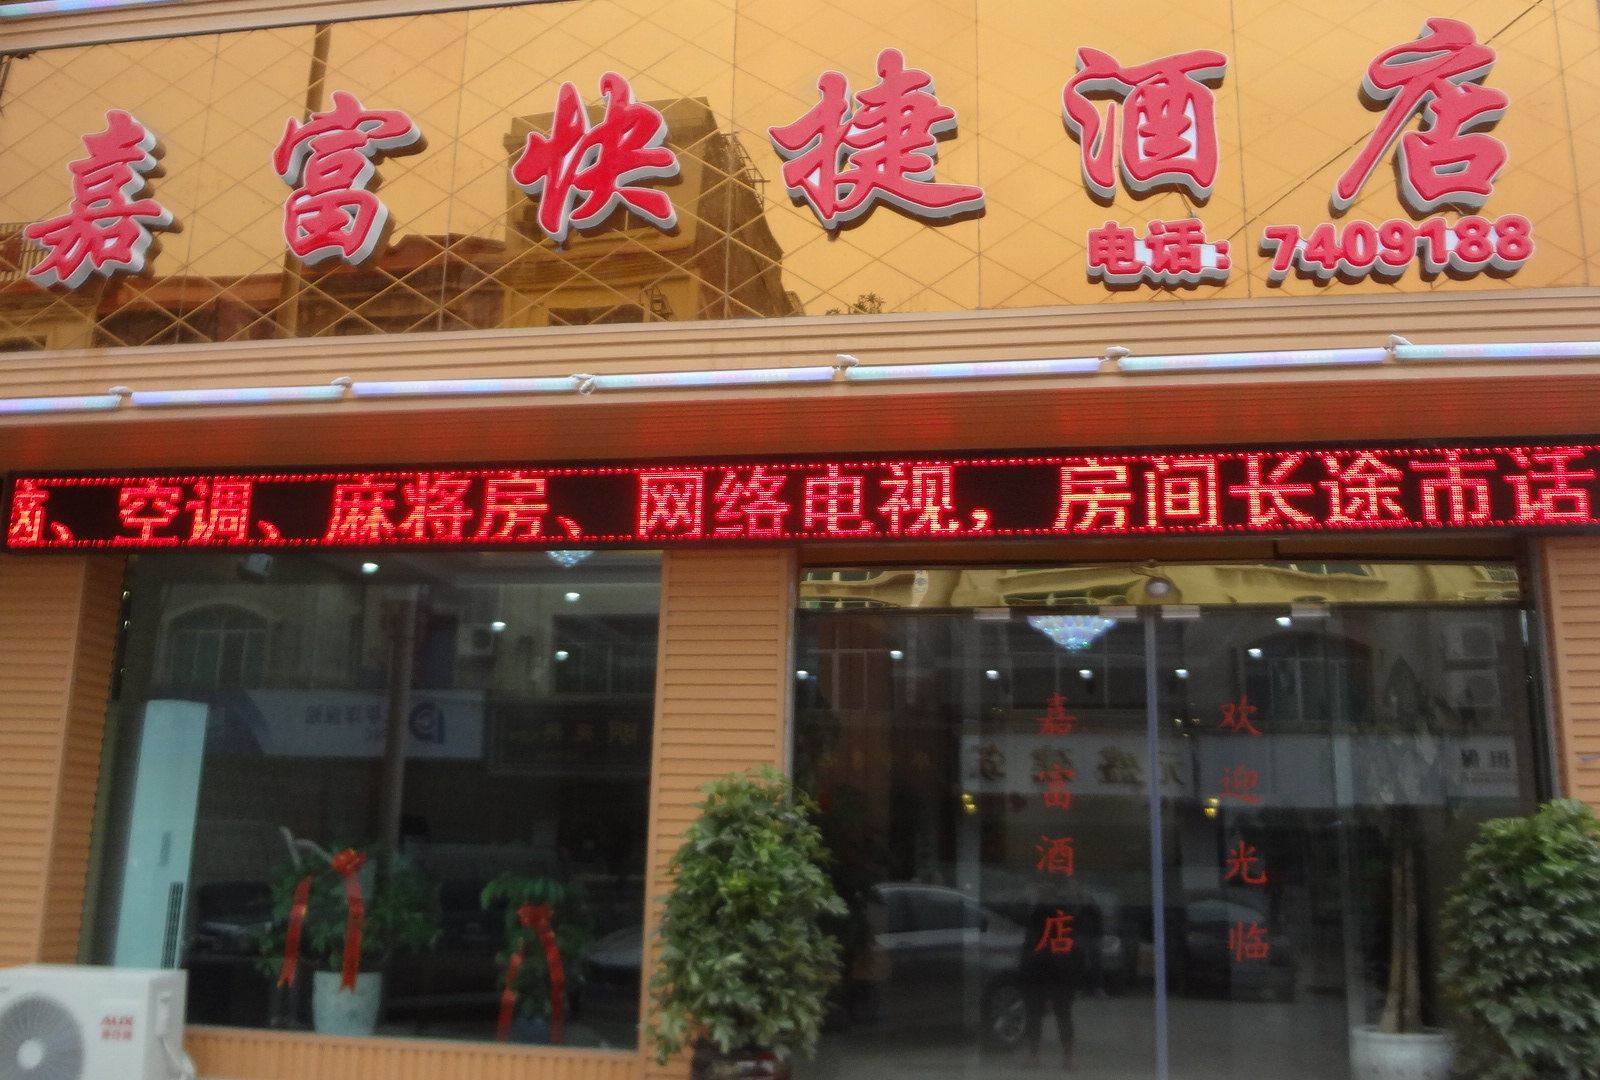 嘉富快捷酒店
电话:7409188
、空调、麻将房、网络电视，房间长途市话
嘉富酒店
欢迎光临
AUX